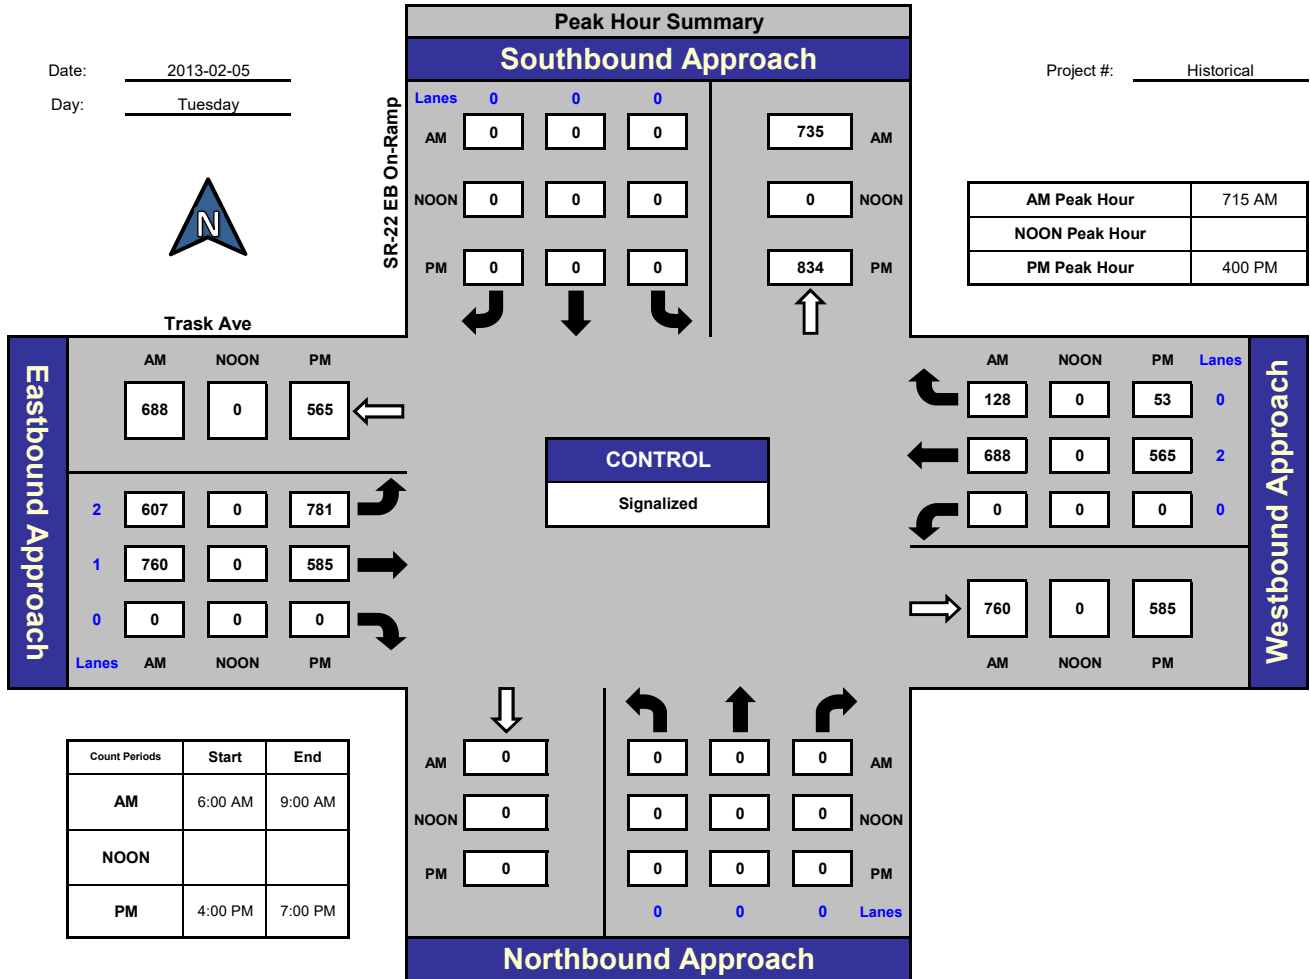 Peak Hour Summary
Southbound Approach
Date: 2013-02-05
Project #: Historical
Day: Tuesday
SR-22 EB On-Ramp
Lanes 0 0 0
AM 0 0 0 735 AM
NOON 0 0 0 0 NOON
PM 0 0 0 834 PM
N
AM Peak Hour 715 AM
NOON Peak Hour
PM Peak Hour 400 PM
Trask Ave
Eastbound Approach
AM NOON PM
688 0 565
2 607 0 781
1 760 0 585
0 0 0 0
Lanes AM NOON PM
CONTROL
Signalized
AM NOON PM Lanes
128 0 53 0
688 0 565 2
0 0 0 0
760 0 585
AM NOON PM
Westbound Approach
Count Periods Start End
AM 6:00 AM 9:00 AM
NOON
PM 4:00 PM 7:00 PM
AM 0 0 0 0 AM
NOON 0 0 0 0 NOON
PM 0 0 0 0 PM
0 0 0 Lanes
Northbound Approach